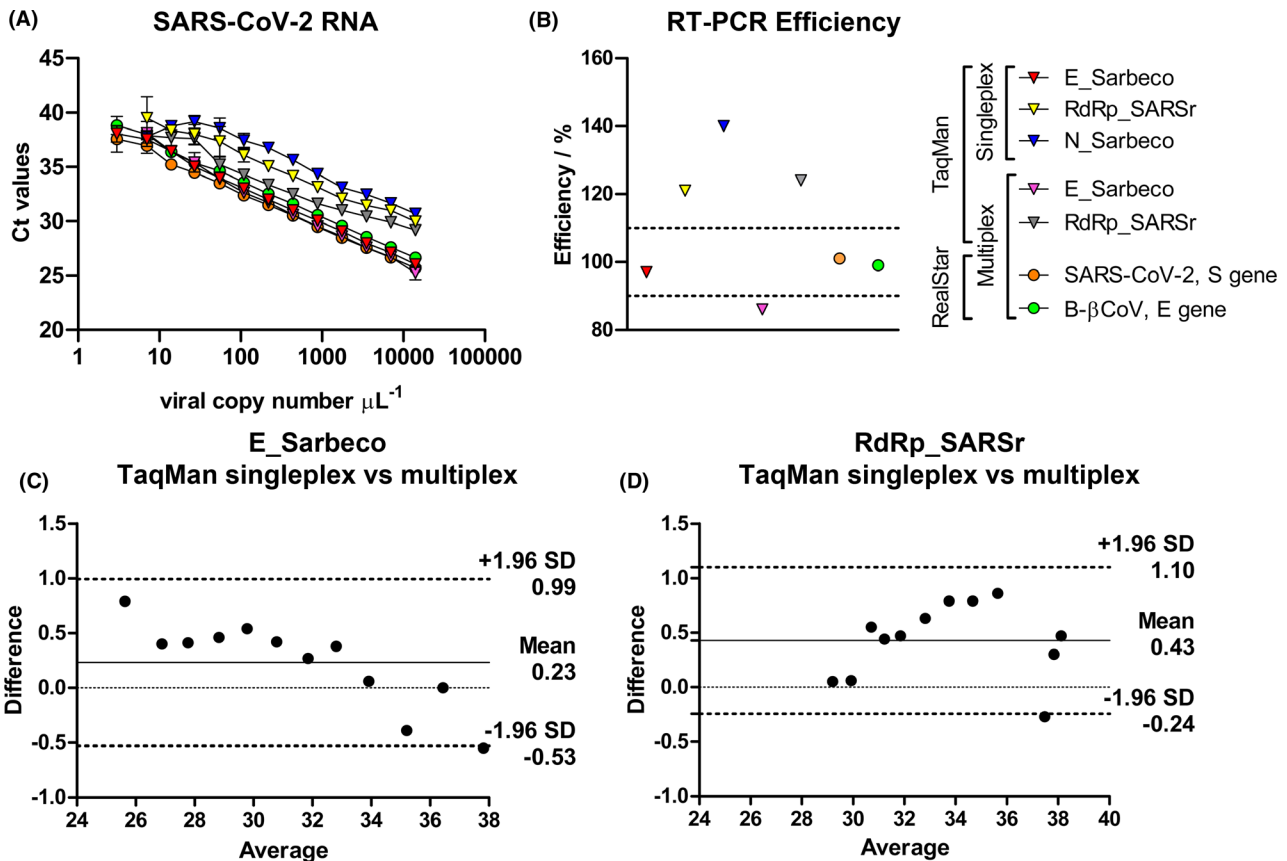 (A)
SARS-CoV-2 RNA
45
40
35
30
25
20
Ct values
1
10
100
1000
10000
100000
viral copy number μL-1
(B)
RT-PCR Efficiency
160
140
120
100
80
Efficiency / %
TaqMan
RealStar
Singleplex
Multiplex
E_Sarbeco
RdRp_SARSr
N_Sarbeco
E_Sarbeco
RdRp_SARSr
SARS-CoV-2, S gene
B-βCoV, E gene
(C)
E_Sarbeco
TaqMan singleplex vs multiplex
1.5
1.0
0.5
0.0
-0.5
-1.0
Difference
+1.96 SD
0.99
Mean
0.23
-1.96 SD
-0.53
24
26
28
30
32
34
36
38
Average
(D)
RdRp_SARSr
TaqMan singleplex vs multiplex
1.5
1.0
0.5
0.0
-0.5
-1.0
Difference
+1.96 SD
1.10
Mean
0.43
-1.96 SD
-0.24
24
26
28
30
32
34
36
38
40
Average